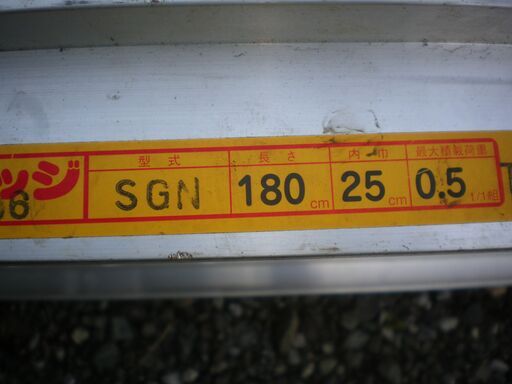 ッジ
型式
SGN
長さ
180 cm
内巾
25 cm
最大積載荷重
0.5 t/1組